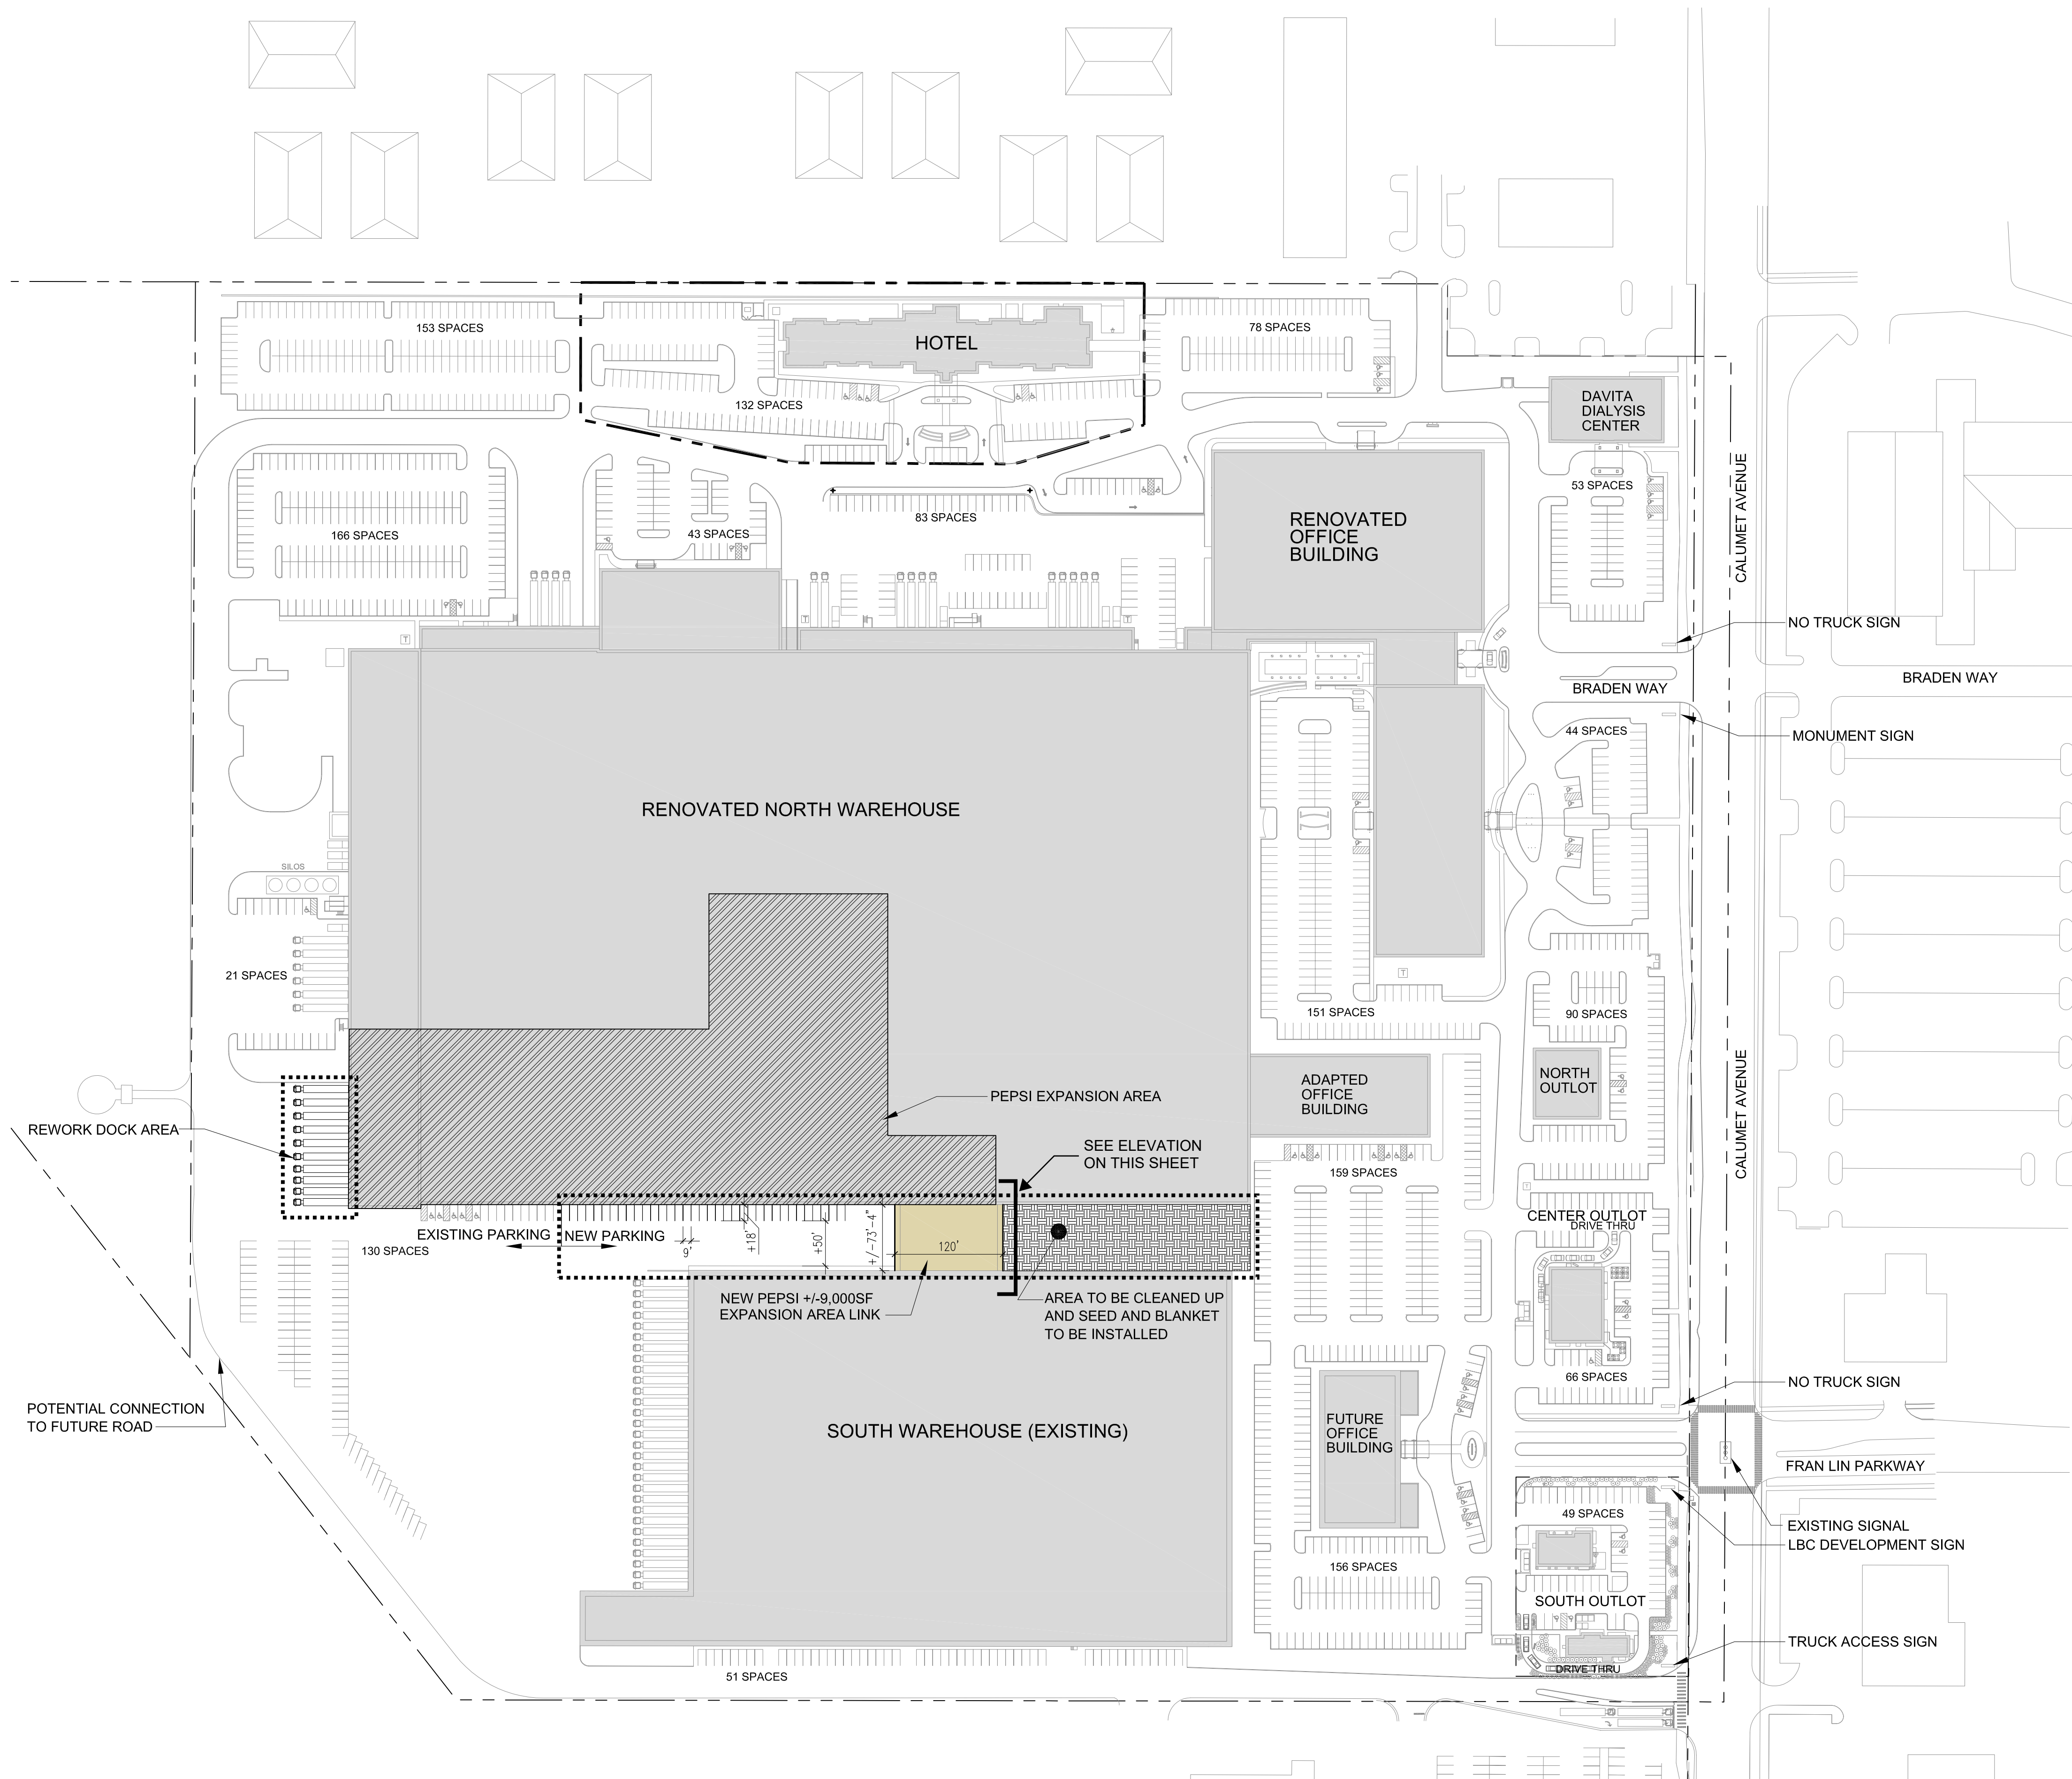 153 SPACES
HOTEL
78 SPACES
132 SPACES
DAVITA
DIALYSIS
CENTER
CALUMET AVENUE
53 SPACES
83 SPACES
RENOVATED
OFFICE
BUILDING
166 SPACES
43 SPACES
T
T
T
NO TRUCK SIGN
BRADEN WAY
BRADEN WAY
44 SPACES
MONUMENT SIGN
RENOVATED NORTH WAREHOUSE
SILOS
21 SPACES
T
151 SPACES
90 SPACES
NORTH
OUTLOT
ADAPTED
OFFICE
BUILDING
CALUMET AVENUE
PEPSI EXPANSION AREA
REWORK DOCK AREA
SEE ELEVATION
ON THIS SHEET
159 SPACES
T
CENTER OUTLOT
DRIVE THRU
EXISTING PARKING
NEW PARKING
130 SPACES
9'
+18'
+50'
+/-73'-4"
120'
NEW PEPSI +/-9,000SF
EXPANSION AREA LINK
AREA TO BE CLEANED UP
AND SEED AND BLANKET
TO BE INSTALLED
66 SPACES
NO TRUCK SIGN
POTENTIAL CONNECTION
TO FUTURE ROAD
SOUTH WAREHOUSE (EXISTING)
FUTURE
OFFICE
BUILDING
FRAN LIN PARKWAY
49 SPACES
EXISTING SIGNAL
LBC DEVELOPMENT SIGN
156 SPACES
SOUTH OUTLOT
TRUCK ACCESS SIGN
DRIVE THRU
51 SPACES